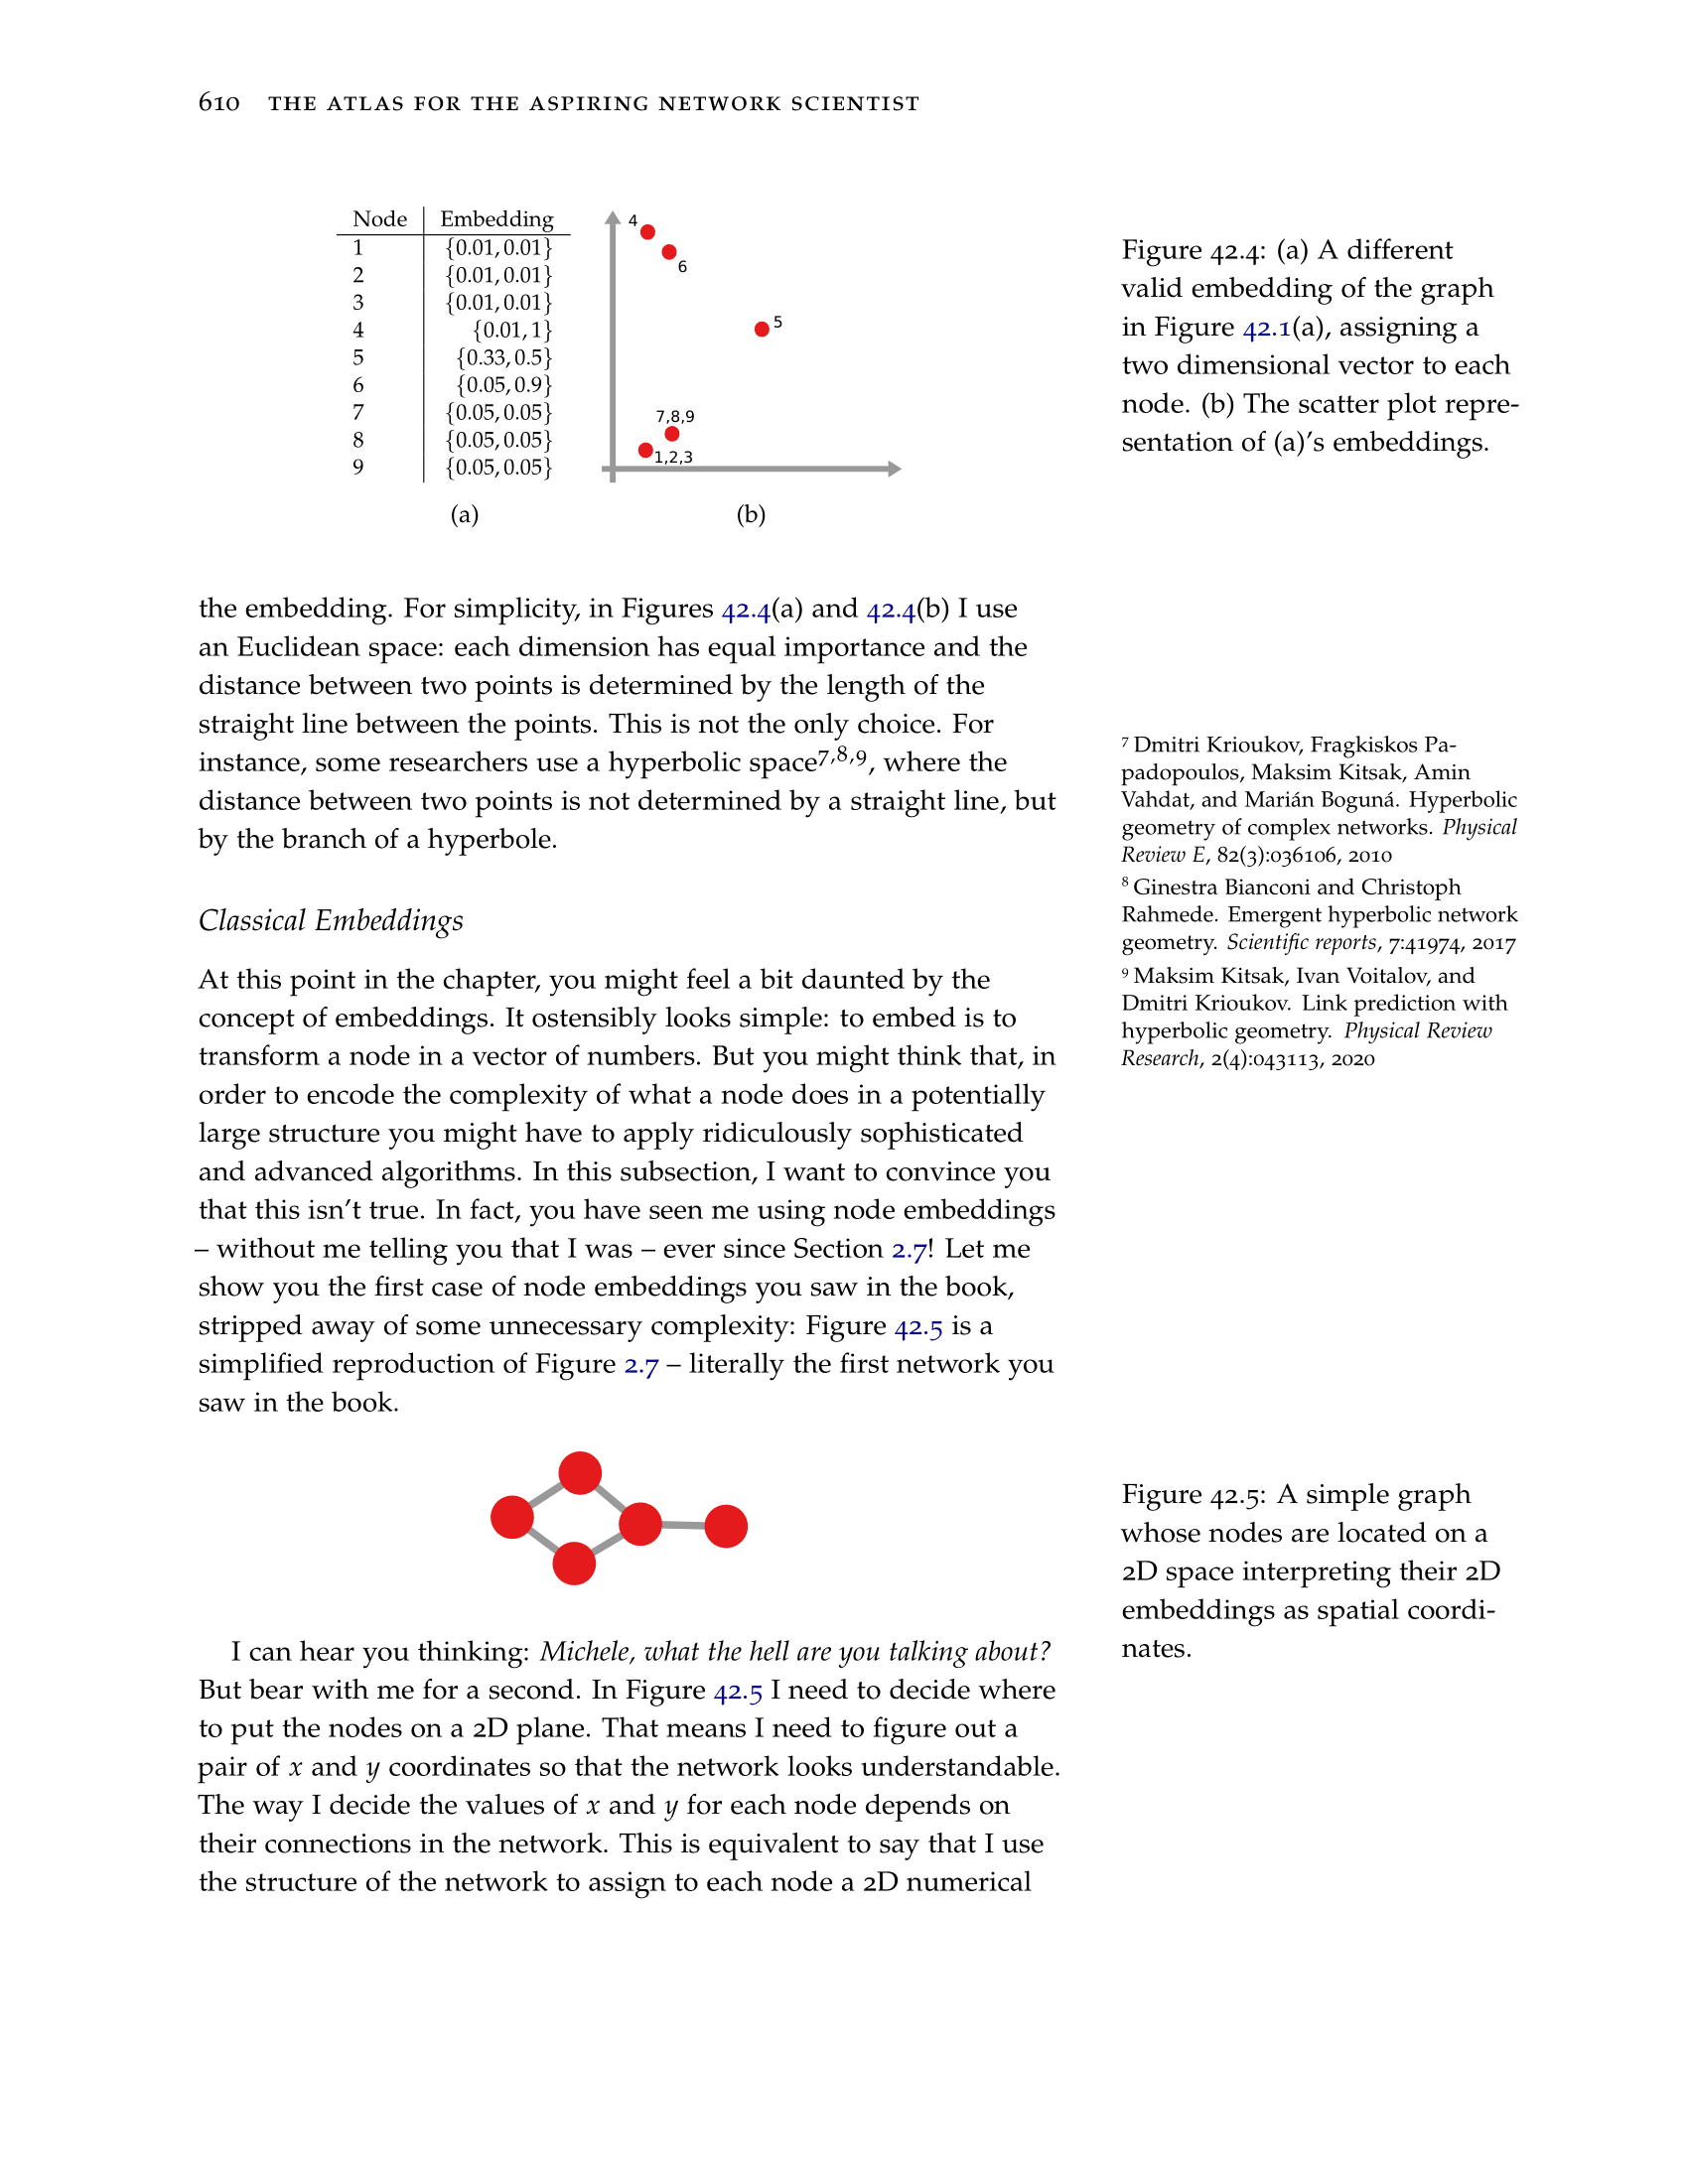 610 THE ATLAS FOR THE ASPIRING NETWORK SCIENTIST
Node Embedding
1 {0.01, 0.01}
2 {0.01, 0.01}
3 {0.01, 0.01}
4 {0.01, 1}
5 {0.33, 0.5}
6 {0.05, 0.9}
7 {0.05, 0.05}
8 {0.05, 0.05}
9 {0.05, 0.05}
(a)
4
6
5
7,8,9
1,2,3
(b)
Figure 42.4: (a) A different
valid embedding of the graph
in Figure 42.1(a), assigning a
two dimensional vector to each
node. (b) The scatter plot repre-
sentation of (a)'s embeddings.
the embedding. For simplicity, in Figures 42.4(a) and 42.4(b) I use
an Euclidean space: each dimension has equal importance and the
distance between two points is determined by the length of the
straight line between the points. This is not the only choice. For
instance, some researchers use a hyperbolic space7,8,9, where the
distance between two points is not determined by a straight line, but
by the branch of a hyperbole.
7 Dmitri Krioukov, Fragkiskos Pa-
padopoulos, Maksim Kitsak, Amin
Vahdat, and Marián Boguná. Hyperbolic
geometry of complex networks. Physical
Review E, 82(3):036106, 2010
8 Ginestra Bianconi and Christoph
Rahmede. Emergent hyperbolic network
geometry. Scientific reports, 7:41974, 2017
9 Maksim Kitsak, Ivan Voitalov, and
Dmitri Krioukov. Link prediction with
hyperbolic geometry. Physical Review
Research, 2(4):043113, 2020
Classical Embeddings
At this point in the chapter, you might feel a bit daunted by the
concept of embeddings. It ostensibly looks simple: to embed is to
transform a node in a vector of numbers. But you might think that, in
order to encode the complexity of what a node does in a potentially
large structure you might have to apply ridiculously sophisticated
and advanced algorithms. In this subsection, I want to convince you
that this isn't true. In fact, you have seen me using node embeddings
– without me telling you that I was – ever since Section 2.7! Let me
show you the first case of node embeddings you saw in the book,
stripped away of some unnecessary complexity: Figure 42.5 is a
simplified reproduction of Figure 2.7 – literally the first network you
saw in the book.
Figure 42.5: A simple graph
whose nodes are located on a
2D space interpreting their 2D
embeddings as spatial coordi-
nates.
I can hear you thinking: Michele, what the hell are you talking about?
But bear with me for a second. In Figure 42.5 I need to decide where
to put the nodes on a 2D plane. That means I need to figure out a
pair of x and y coordinates so that the network looks understandable.
The way I decide the values of x and y for each node depends on
their connections in the network. This is equivalent to say that I use
the structure of the network to assign to each node a 2D numerical